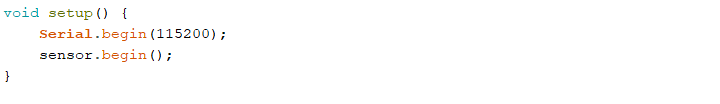 void setup() {
    Serial.begin(115200);
    sensor.begin();
}